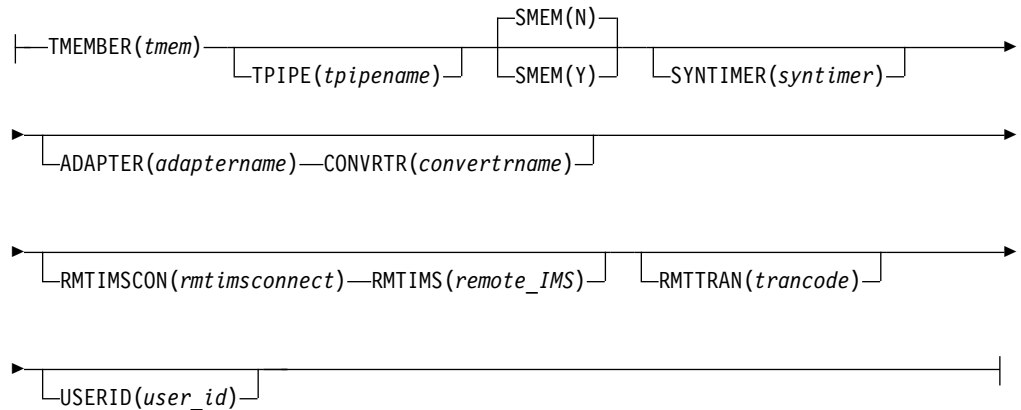 SMEM(N)
TMEMBER(tmem)
TPIPE(tpipename) SMEM(Y) SYNTIMER(syntimer)
ADAPTER(adaptername) CONVRTR(convertrname)
RMTIMSCON(rmtimsconnect) RMTIMS(remote_IMS) RMTTRAN(trancode)
USERID(user_id)